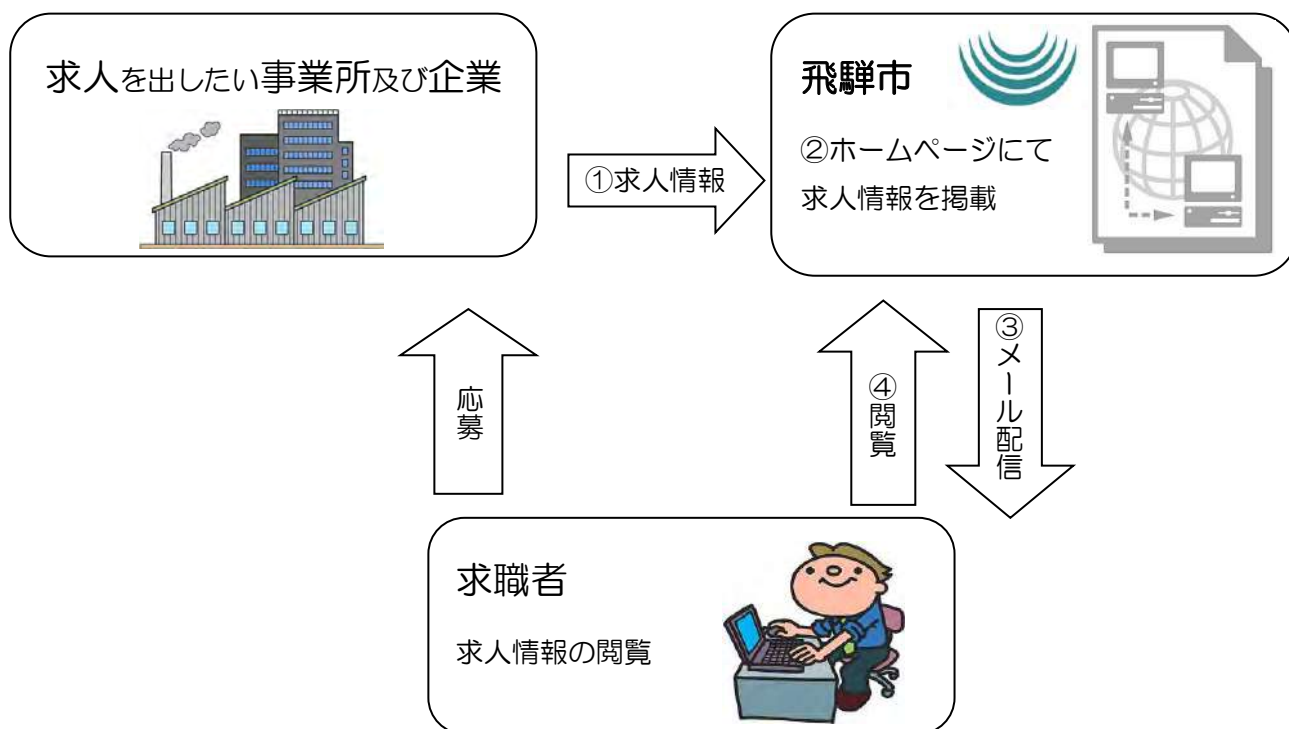 求人を出したい事業所及び企業
①求人情報
飛騨市
②ホームページにて
求人情報を掲載
応募
④閲覧
③メール配信
求職者
求人情報の閲覧